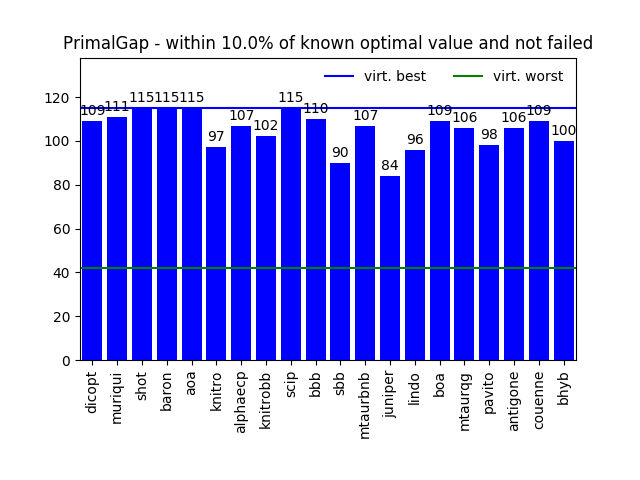 PrimalGap - within 10.0% of known optimal value and not failed
virt. best
virt. worst
120
100
80
60
40
20
0
109
111
115
115
115
97
107
102
115
110
90
107
84
96
109
106
98
106
109
100
dicopt
muriqui
shot
baron
aoa
knitro
alphaecp
knitrobb
scip
bbb
sbb
mtaurbnb
juniper
lindo
boa
mtaurqg
pavito
antigone
couenne
bhyb